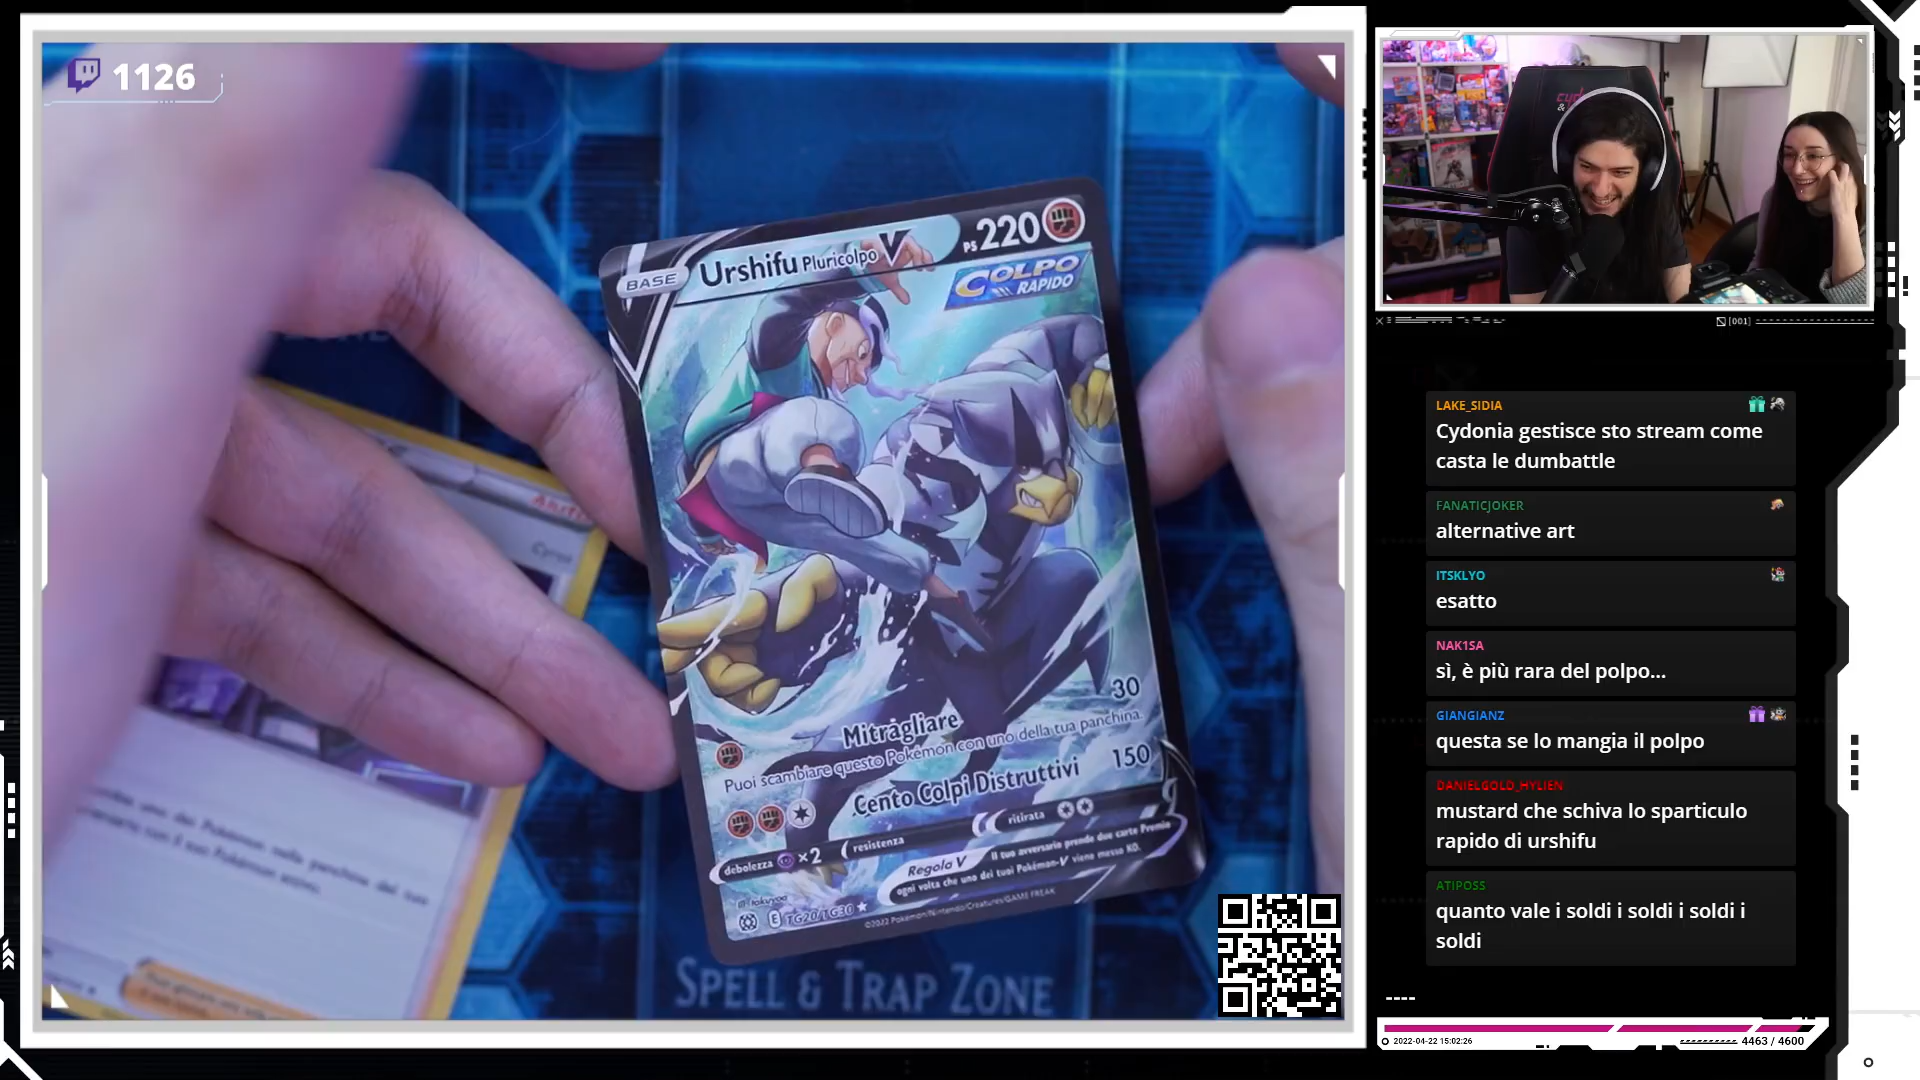 1126
BASE
Urshifu Pluricolpo V
PS 220
COLPO
RAPIDO
Mitragliare 30
Puoi scambiare questo Pokémon con uno della tua panchina.
Cento Colpi Distruttivi 150
debolezza ×2
resistenza
ritirata
Regola V
Il tuo avversario prende due carte Premio
ogni volta che uno dei tuoi Pokémon-V viene messo KO.
E TG20/TG30
©2022 Pokémon/Nintendo/Creatures/GAME FREAK
SPELL & TRAP ZONE
[001]
LAKE_SIDIA
Cydonia gestisce sto stream come
casta le dumbattle
FANATICJOKER
alternative art
ITSKLYO
esatto
NAK1SA
sì, è più rara del polpo...
GIANGIANZ
questa se lo mangia il polpo
DANIELGOLD_HYLIEN
mustard che schiva lo sparticulo
rapido di urshifu
ATIPOSS
quanto vale i soldi i soldi i soldi i
soldi
----
2022-04-22 15:02:26
4463 / 4600